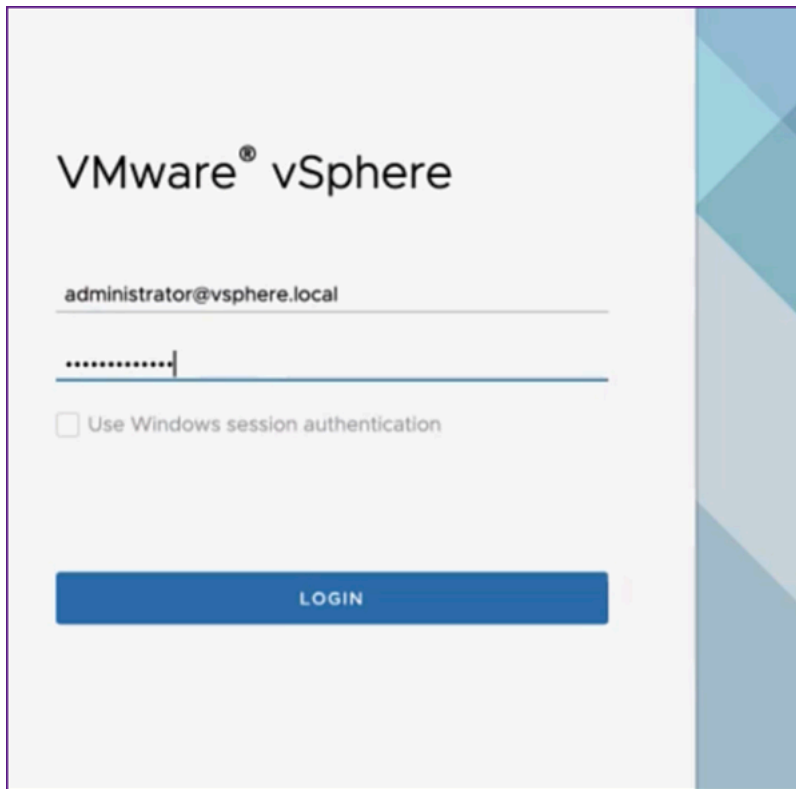 VMware® vSphere
administrator@vsphere.local
•••••••••••••
Use Windows session authentication
LOGIN